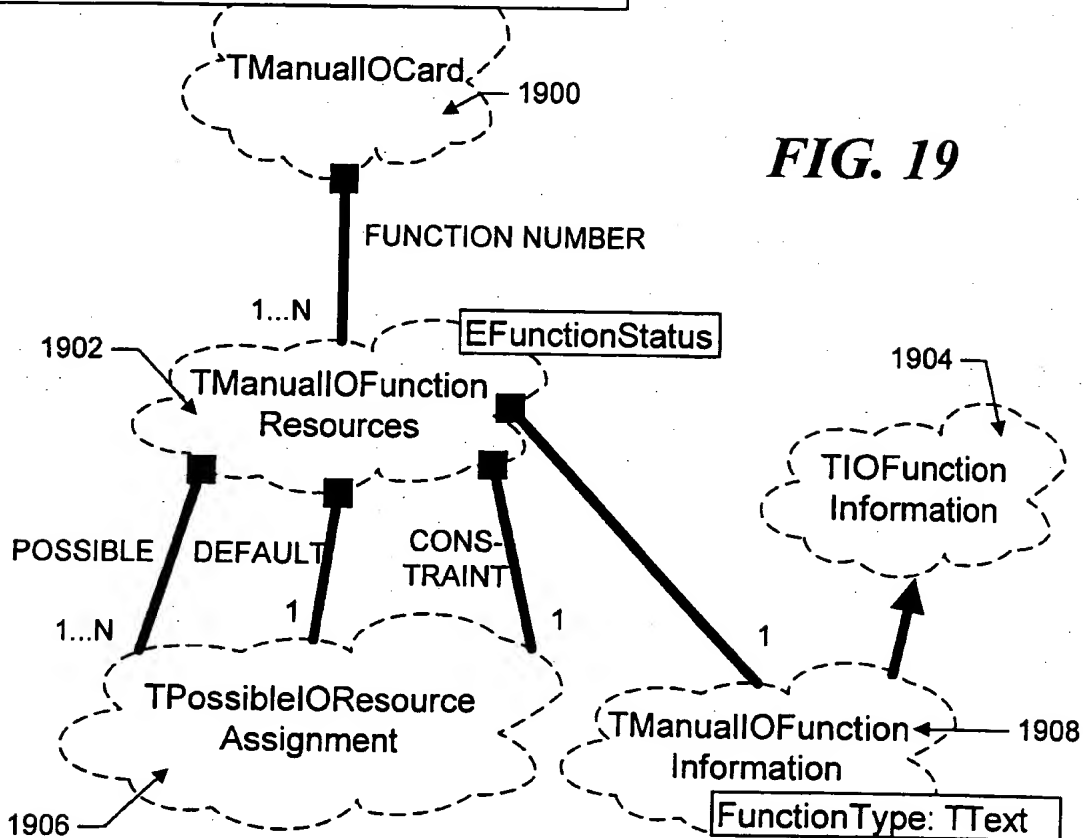 TManualIOCard
1900
FIG. 19
FUNCTION NUMBER
1...N
EFunctionStatus
1902
1904
TManualIOFunction
Resources
TIOFunction
Information
POSSIBLE
DEFAULT
CONS-
TRAINT
1...N
1
1
1
TPossibleIOResource
Assignment
TManualIOFunction
Information
1908
1906
FunctionType: TText